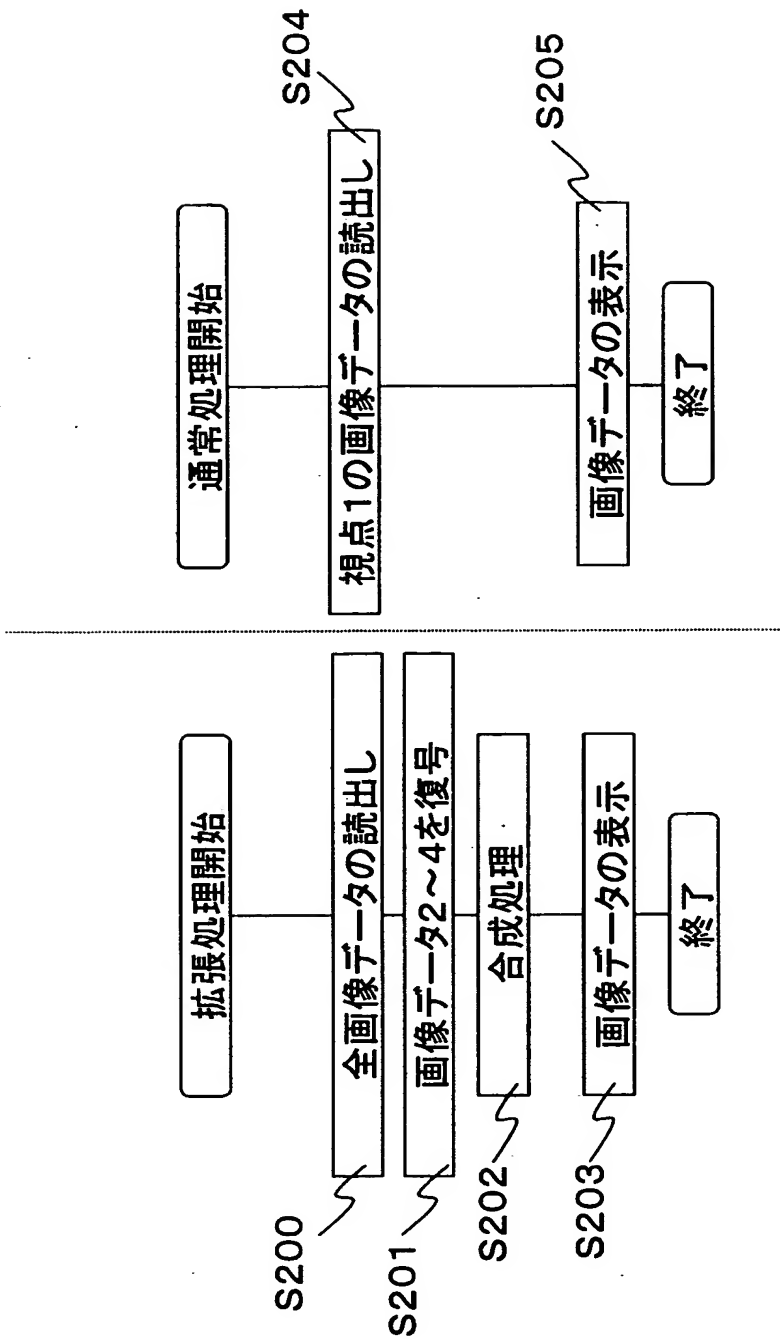 拡張処理開始
S200
全画像データの読出し
S201
画像データ2～4を復号
S202
合成処理
S203
画像データの表示
終了
通常処理開始
視点1の画像データの読出し
S204
画像データの表示
S205
終了